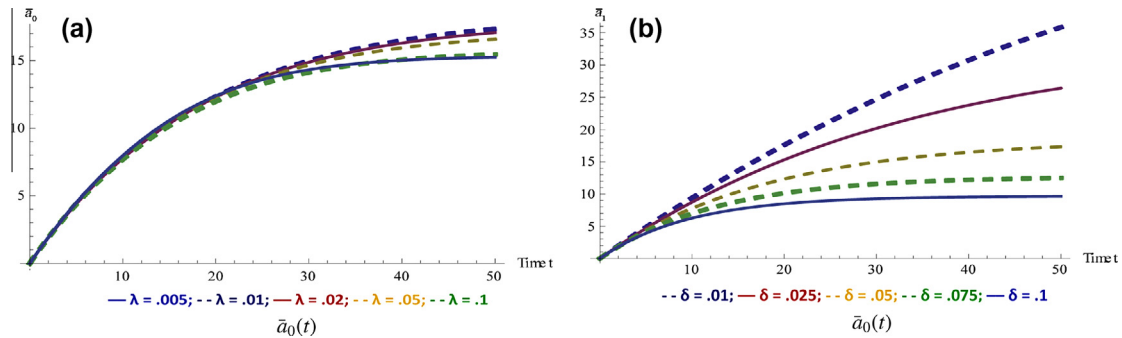 ā₀
(a)
15
10
5
10 20 30 40 50
Time t
λ = .005; λ = .01; λ = .02; λ = .05; λ = .1
ā₀(t)
ā₁
(b)
35
30
25
20
15
10
5
10 20 30 40 50
Time t
δ = .01; δ = .025; δ = .05; δ = .075; δ = .1
ā₀(t)